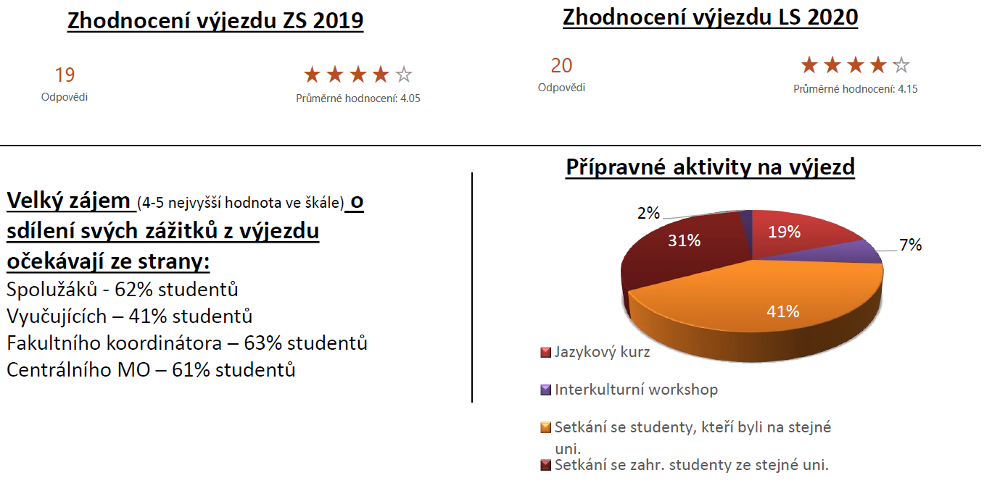 Zhodnocení výjezdu ZS 2019
19
Odpovědi
Průměrné hodnocení: 4.05
Zhodnocení výjezdu LS 2020
20
Odpovědi
Průměrné hodnocení: 4.15
Velký zájem (4-5 nejvyšší hodnota ve škále) o
sdílení svých zážitků z výjezdu
očekávají ze strany:
Spolužáků - 62% studentů
Vyučujících – 41% studentů
Fakultního koordinátora – 63% studentů
Centrálního MO – 61% studentů
Přípravné aktivity na výjezd
2%
31%
19%
7%
41%
Jazykový kurz
Interkulturní workshop
Setkání se studenty, kteří byli na stejné
uni.
Setkání se zahr. studenty ze stejné uni.